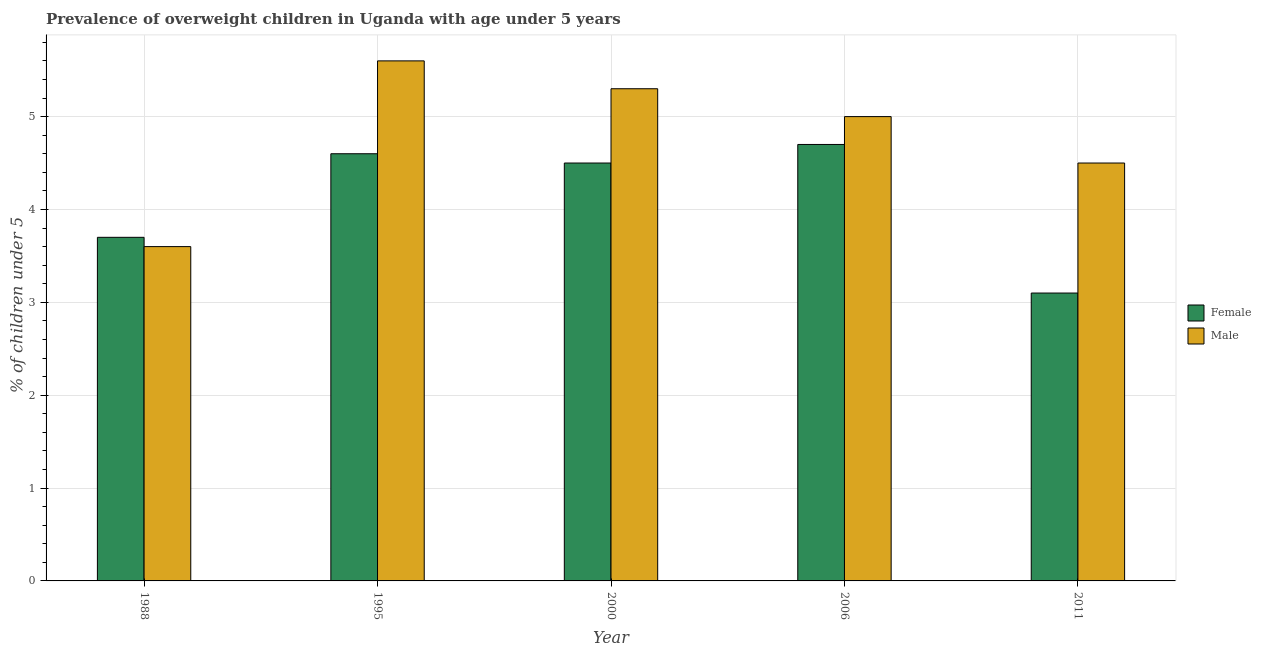 Prevalence of overweight children in Uganda with age under 5 years
% of children under 5
5
4
3
2
1
0
1988
1995
2000
2006
2011
Year
Female
Male